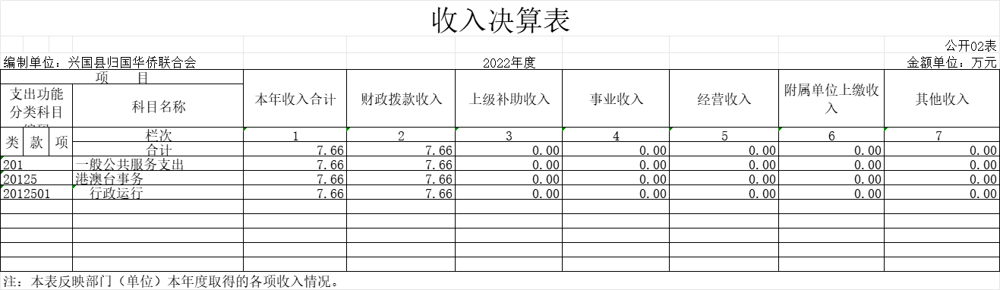 收入决算表
公开02表
编制单位：兴国县归国华侨联合会 2022年度 金额单位：万元
项 目 本年收入合计 财政拨款收入 上级补助收入 事业收入 经营收入 附属单位上缴收入 其他收入
支出功能分类科目 科目名称
类 款 项 栏次 1 2 3 4 5 6 7
合计 7.66 7.66 0.00 0.00 0.00 0.00 0.00
201 一般公共服务支出 7.66 7.66 0.00 0.00 0.00 0.00 0.00
20125 港澳台事务 7.66 7.66 0.00 0.00 0.00 0.00 0.00
2012501 行政运行 7.66 7.66 0.00 0.00 0.00 0.00 0.00
注：本表反映部门（单位）本年度取得的各项收入情况。